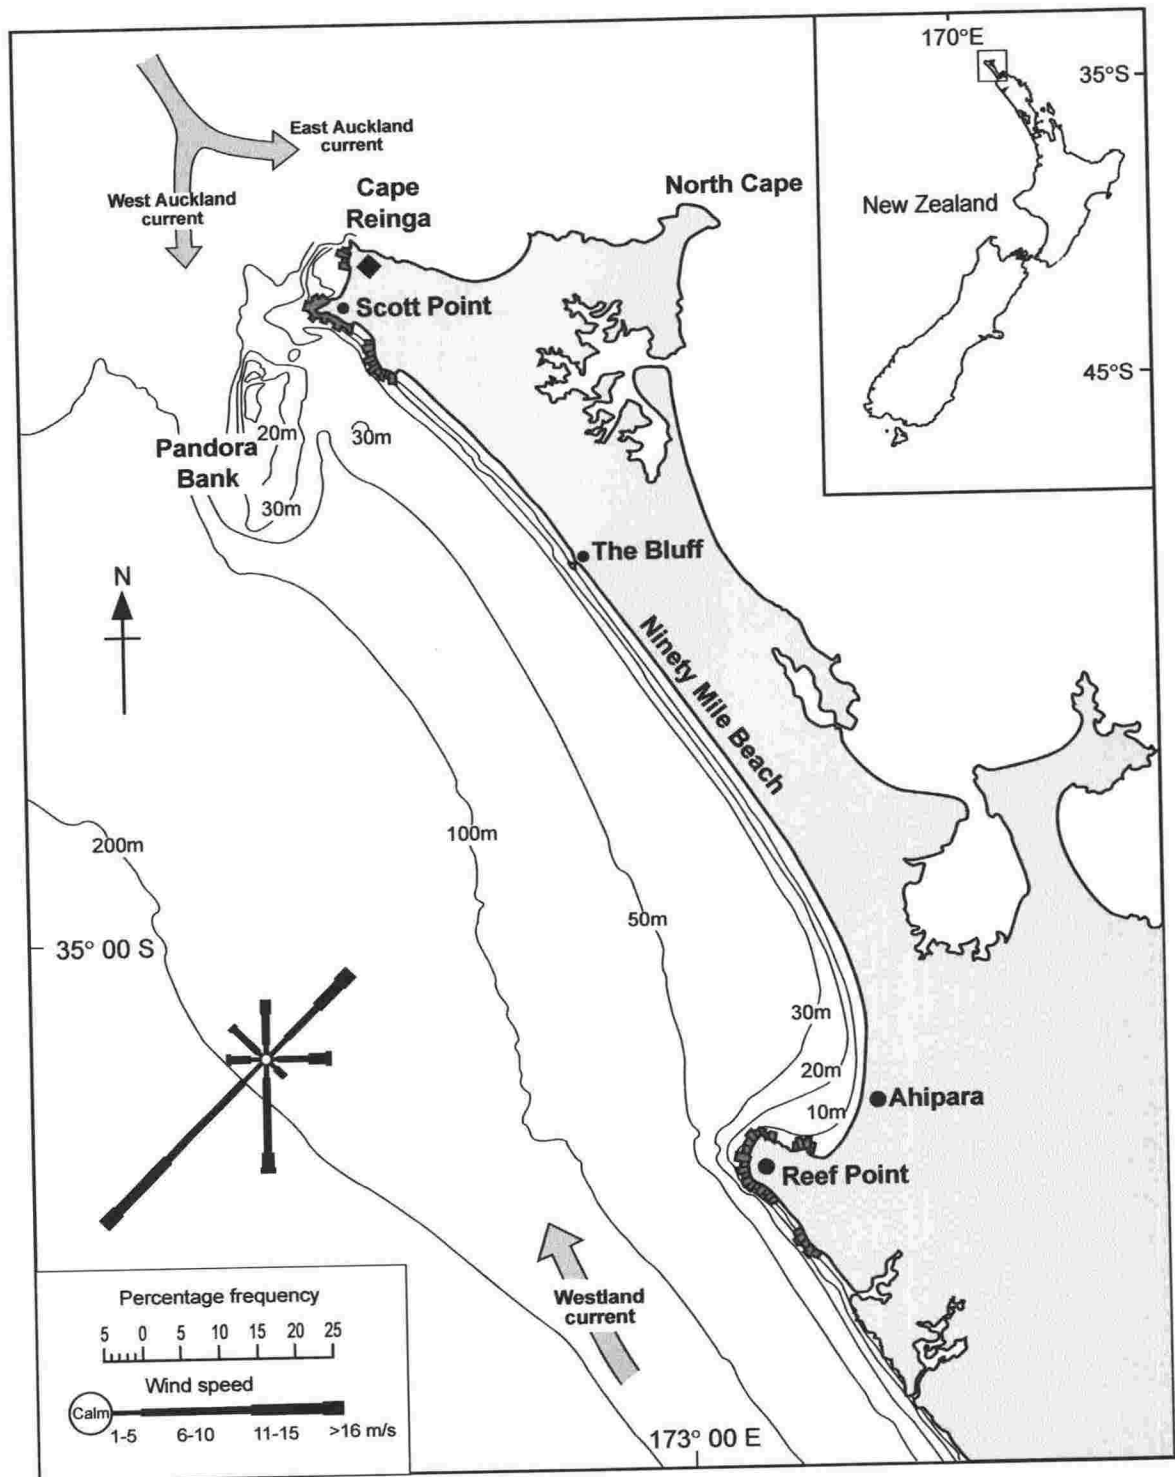 170°E
35°S
East Auckland
current
North Cape
Cape
Reinga
West Auckland
current
New Zealand
Scott Point
45°S
20m
30m
Pandora
Bank
30m
The Bluff
N
Ninety Mile Beach
200m
100m
50m
35° 00 S
30m
20m
10m
Ahipara
Reef Point
Westland
current
Percentage frequency
5 0 5 10 15 20 25
Wind speed
Calm
1-5 6-10 11-15 >16 m/s
173° 00 E